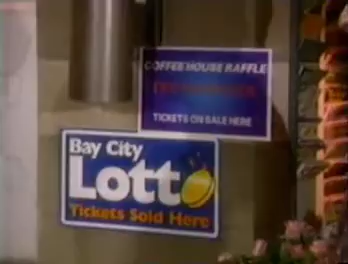 COFFEE HOUSE RAFFLE
TICKETS ON SALE HERE
Bay City
Lotto
Tickets Sold Here